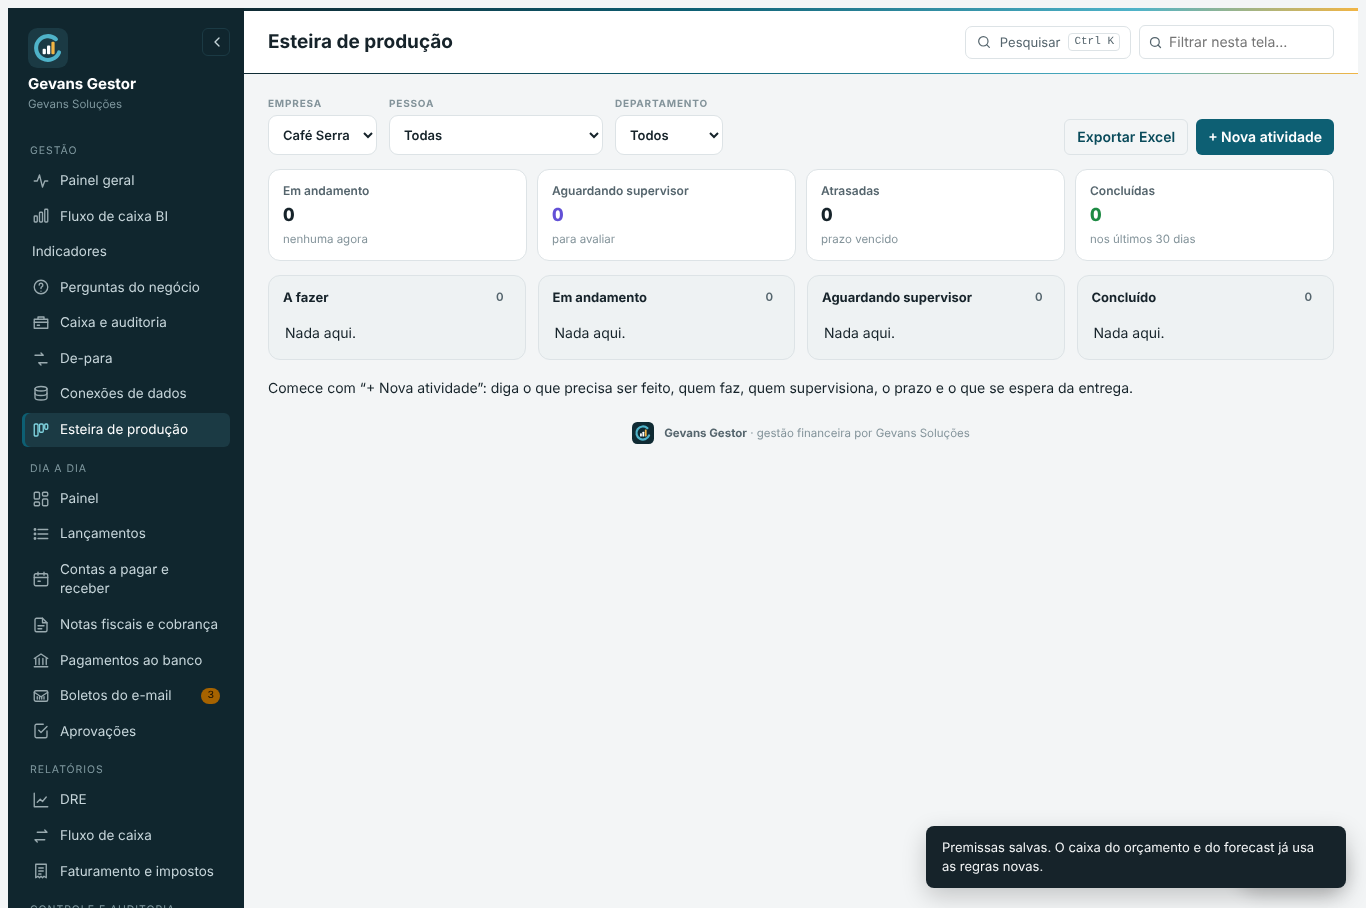 Gevans Gestor
Gevans Soluções
GESTÃO
Painel geral
Fluxo de caixa BI
Indicadores
Perguntas do negócio
Caixa e auditoria
De-para
Conexões de dados
Esteira de produção
DIA A DIA
Painel
Lançamentos
Contas a pagar e
receber
Notas fiscais e cobrança
Pagamentos ao banco
Boletos do e-mail 3
Aprovações
RELATÓRIOS
DRE
Fluxo de caixa
Faturamento e impostos
CONTROLE E AUDITORIA
Esteira de produção
Pesquisar Ctrl K
Filtrar nesta tela...
EMPRESA PESSOA DEPARTAMENTO
Café Serra Todas Todos
Exportar Excel + Nova atividade
Em andamento
0
nenhuma agora
Aguardando supervisor
0
para avaliar
Atrasadas
0
prazo vencido
Concluídas
0
nos últimos 30 dias
A fazer 0
Nada aqui.
Em andamento 0
Nada aqui.
Aguardando supervisor 0
Nada aqui.
Concluído 0
Nada aqui.
Comece com “+ Nova atividade”: diga o que precisa ser feito, quem faz, quem supervisiona, o prazo e o que se espera da entrega.
Gevans Gestor · gestão financeira por Gevans Soluções
Premissas salvas. O caixa do orçamento e do forecast já usa
as regras novas.